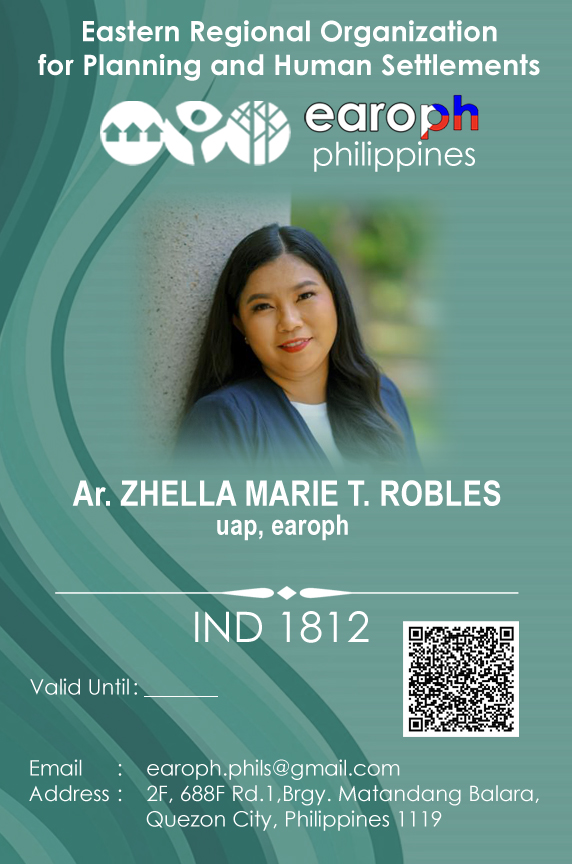 Eastern Regional Organization
for Planning and Human Settlements
earoph
philippines
Ar. ZHELLA MARIE T. ROBLES
uap, earoph
IND 1812
Valid Until: ______
Email : earoph.phils@gmail.com
Address : 2F, 688F Rd.1,Brgy. Matandang Balara,
Quezon City, Philippines 1119